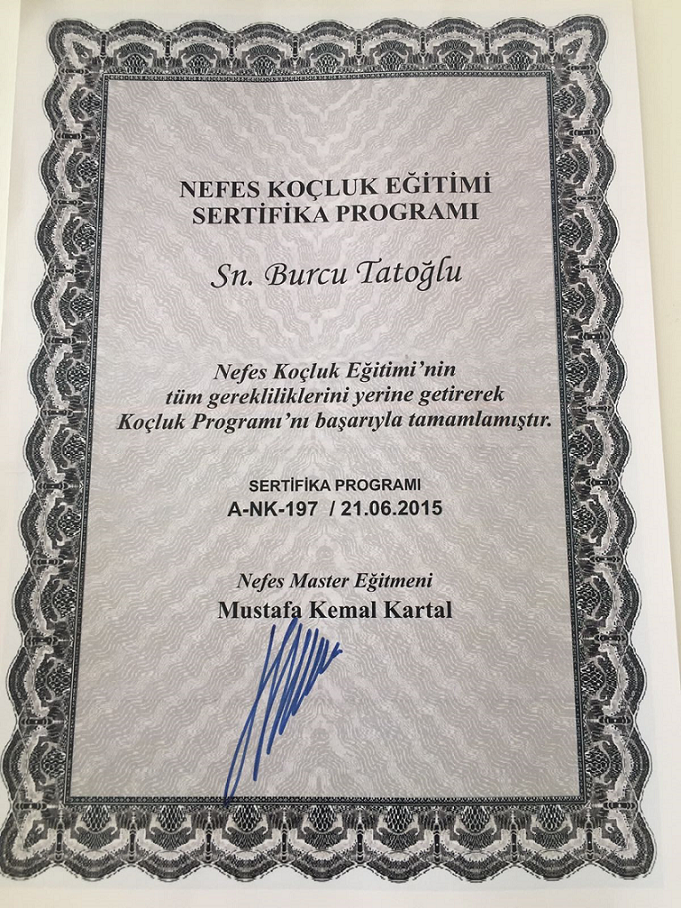 NEFES KOÇLUK EĞİTİMİ
SERTİFİKA PROGRAMI
Sn. Burcu Tatoğlu
Nefes Koçluk Eğitimi’nin
tüm gerekliliklerini yerine getirerek
Koçluk Programı’nı başarıyla tamamlamıştır.
SERTİFİKA PROGRAMI
A-NK-197 / 21.06.2015
Nefes Master Eğitmeni
Mustafa Kemal Kartal